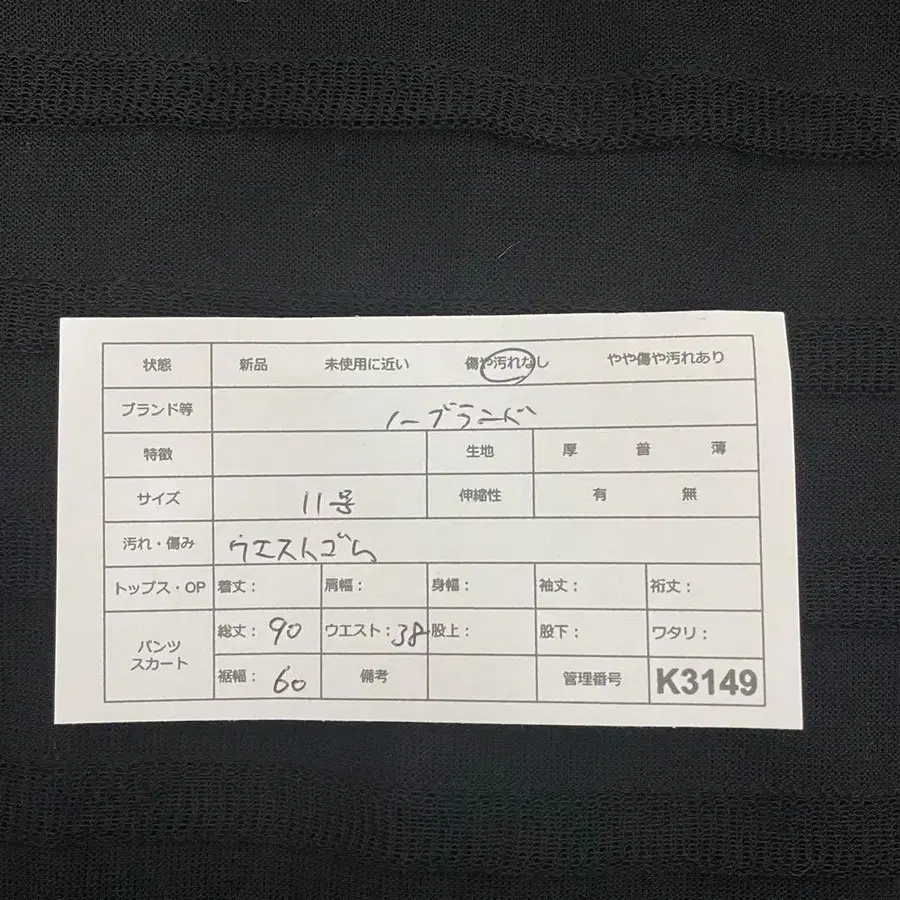 状態 新品 未使用に近い 傷や汚れなし やや傷や汚れあり
ブランド等 ノーブランド
特徴 生地 厚 普 薄
サイズ 11号 伸縮性 有 無
汚れ・傷み ウエストゴム
トップス・OP 着丈： 肩幅： 身幅： 袖丈： 裄丈：
パンツ スカート 総丈：90 ウエスト：38 股上： 股下： ワタリ：
裾幅：60 備考 管理番号 K3149